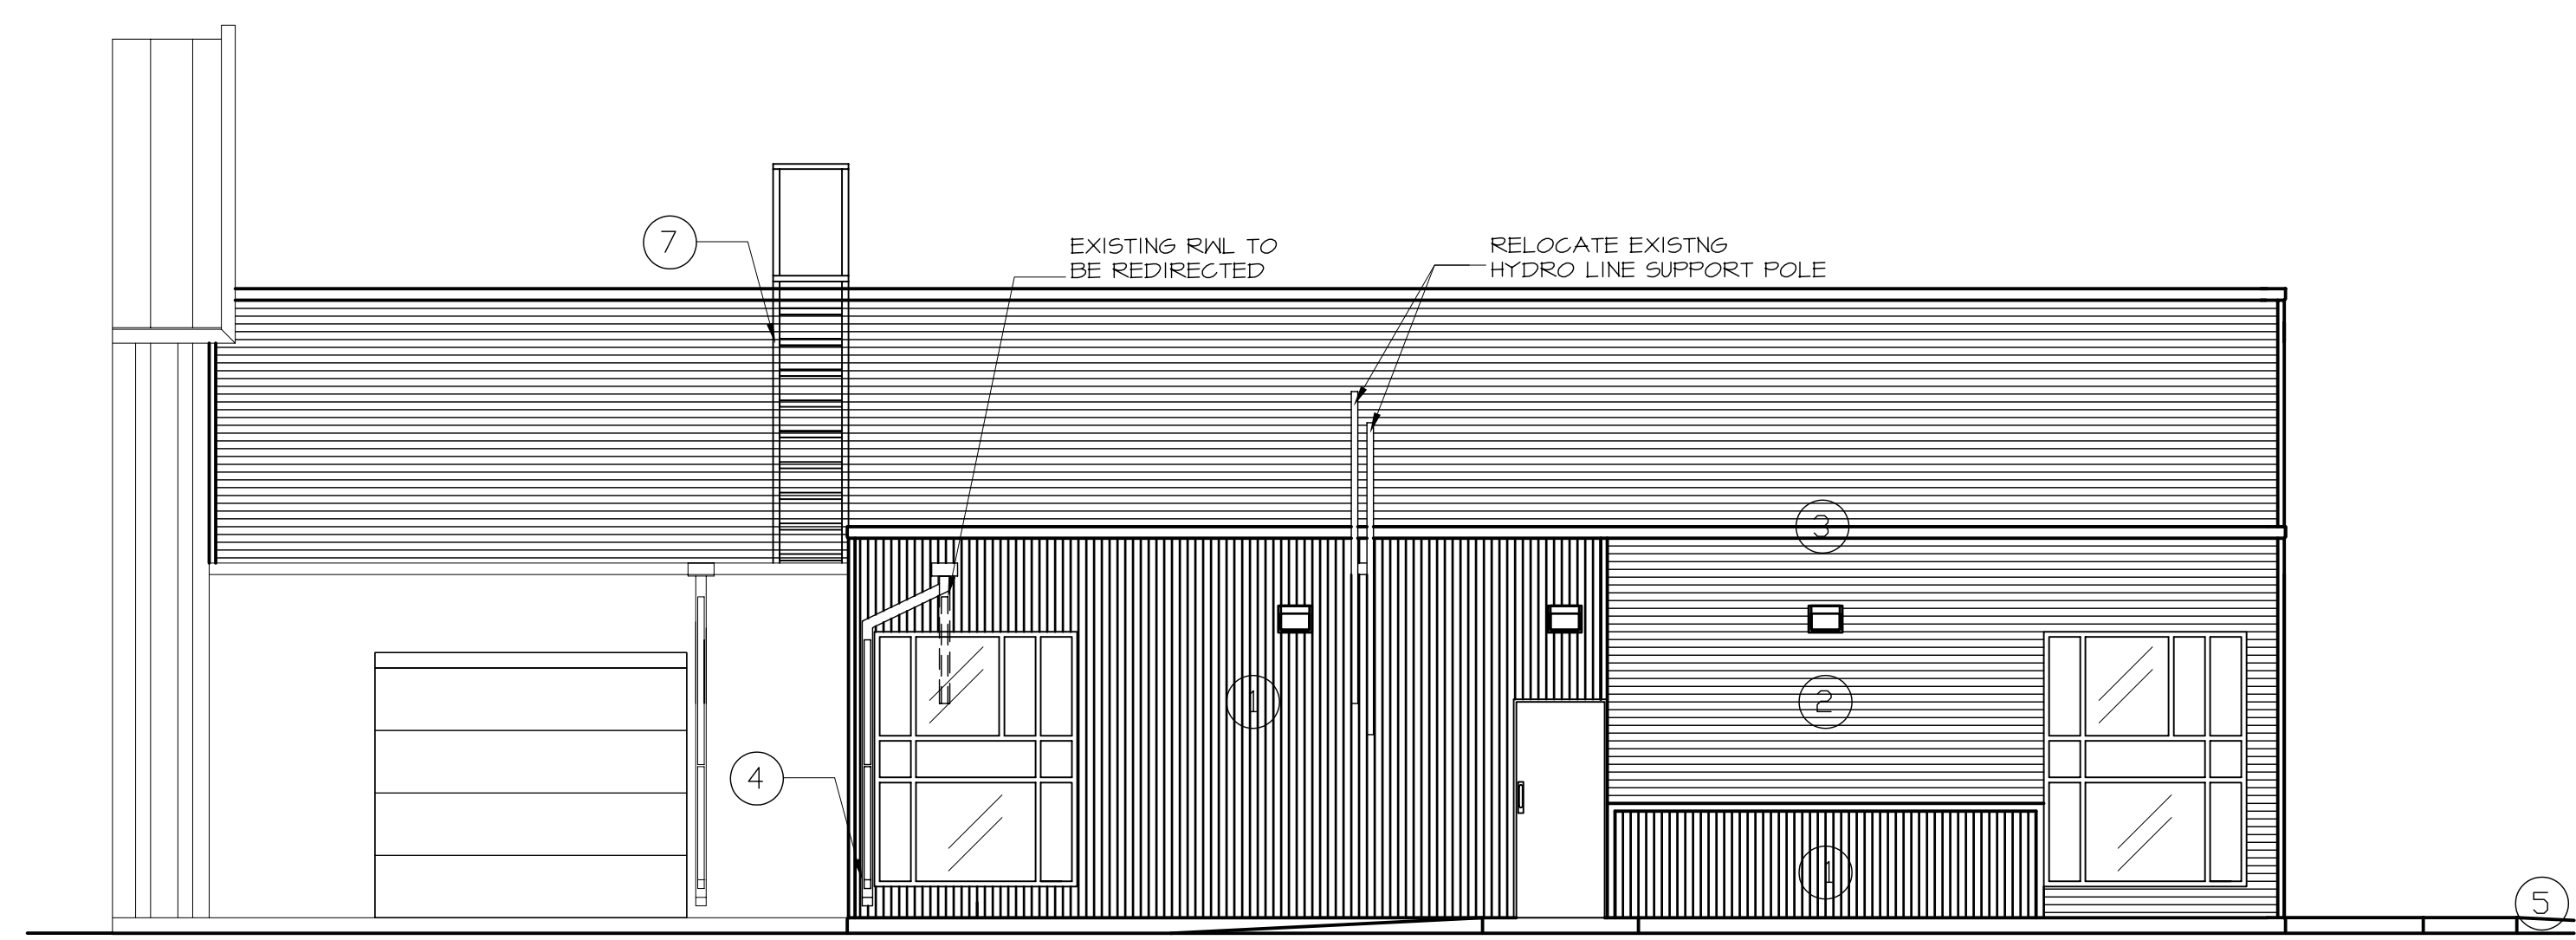 7
EXISTING RWL TO
BE REDIRECTED
RELOCATE EXISTNG
HYDRO LINE SUPPORT POLE
3
1
2
4
1
5